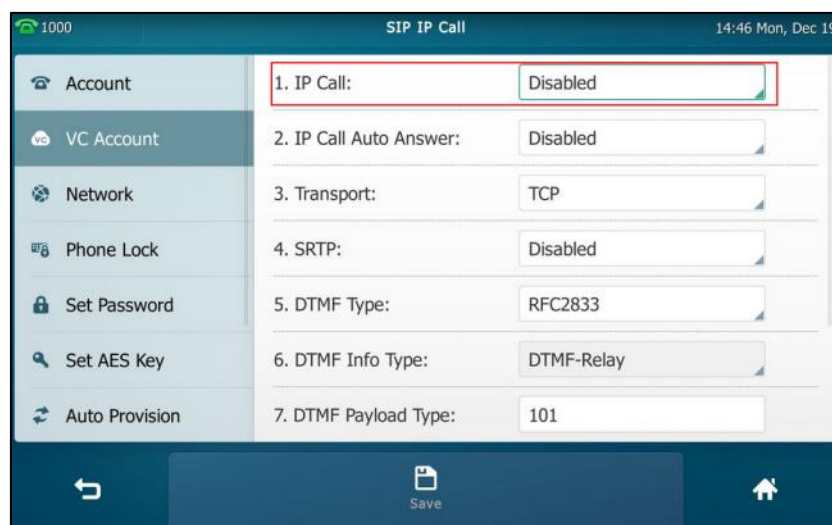 1000 SIP IP Call 14:46 Mon, Dec 19
Account
VC Account
Network
Phone Lock
Set Password
Set AES Key
Auto Provision
1. IP Call: Disabled
2. IP Call Auto Answer: Disabled
3. Transport: TCP
4. SRTP: Disabled
5. DTMF Type: RFC2833
6. DTMF Info Type: DTMF-Relay
7. DTMF Payload Type: 101
Save